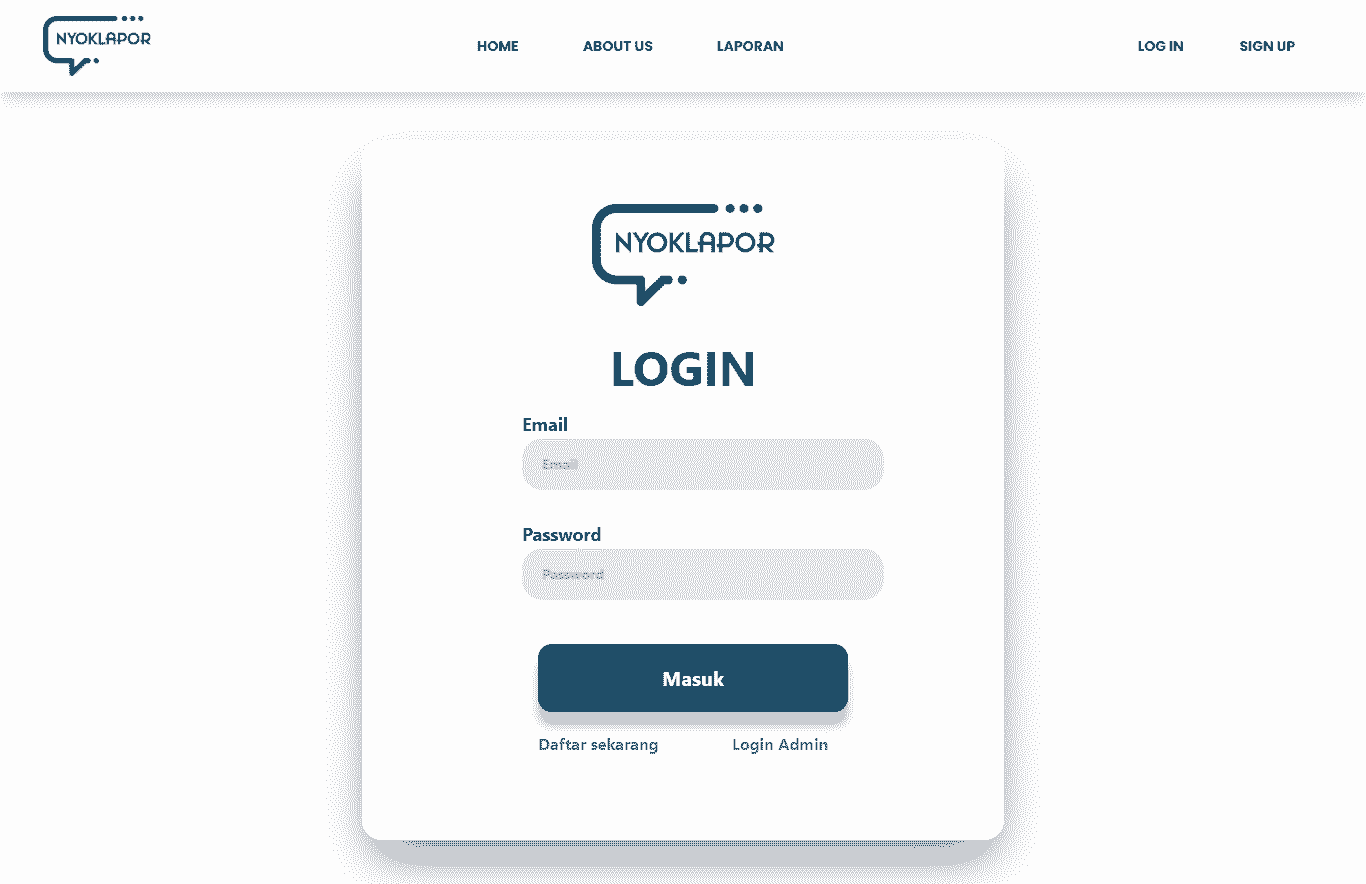 NYOKLAPOR
HOME ABOUT US LAPORAN LOG IN SIGN UP
NYOKLAPOR
LOGIN
Email
Email
Password
Password
Masuk
Daftar sekarang Login Admin